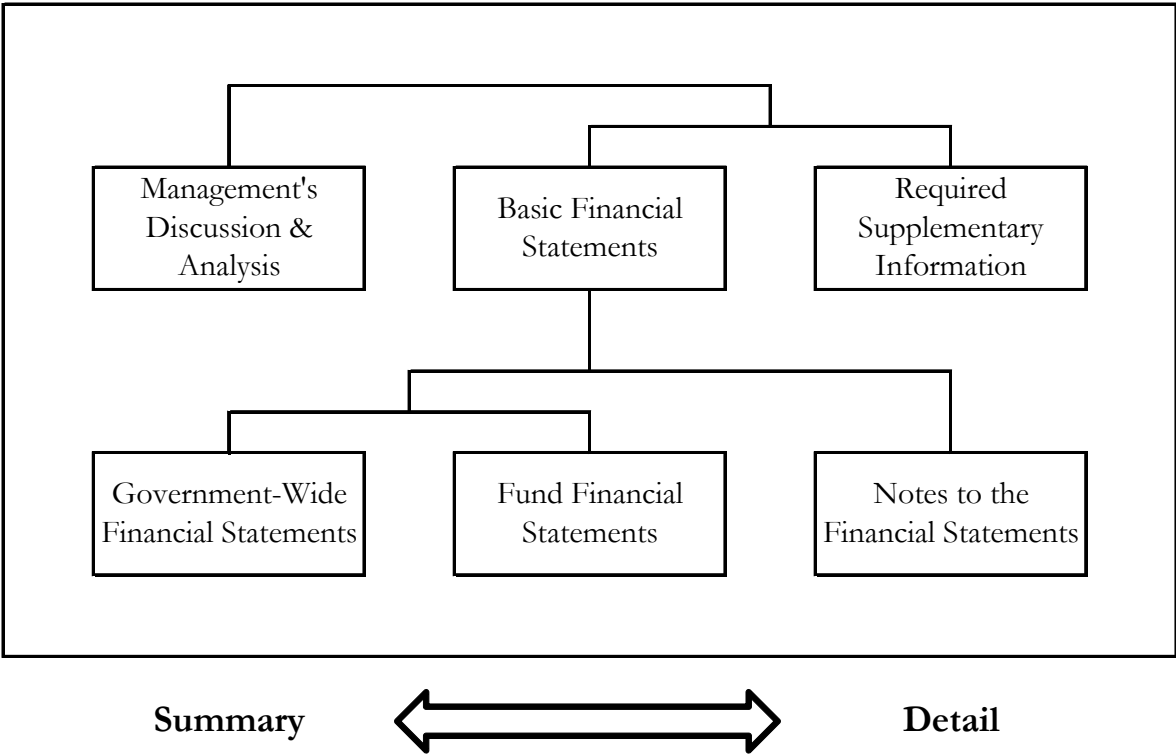 Management's
Discussion &
Analysis
Basic Financial
Statements
Required
Supplementary
Information
Government-Wide
Financial Statements
Fund Financial
Statements
Notes to the
Financial Statements
Summary
Detail